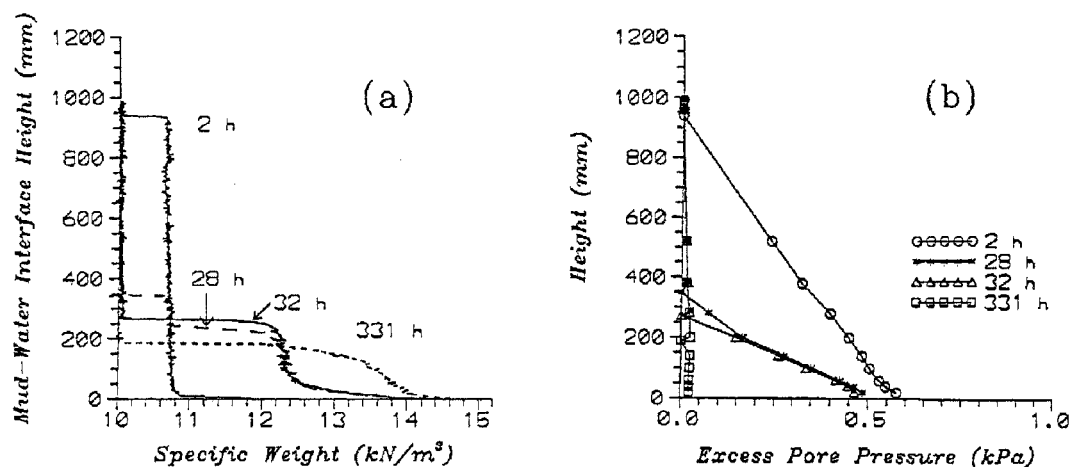 (a)
Mud-Water Interface Height (mm)
1200
1000
800
600
400
200
0
2 h
28 h
32 h
331 h
10 11 12 13 14 15
Specific Weight (kN/m³)
(b)
Height (mm)
1200
1000
800
600
400
200
0
2 h
28 h
32 h
331 h
0.0 0.5 1.0
Excess Pore Pressure (kPa)